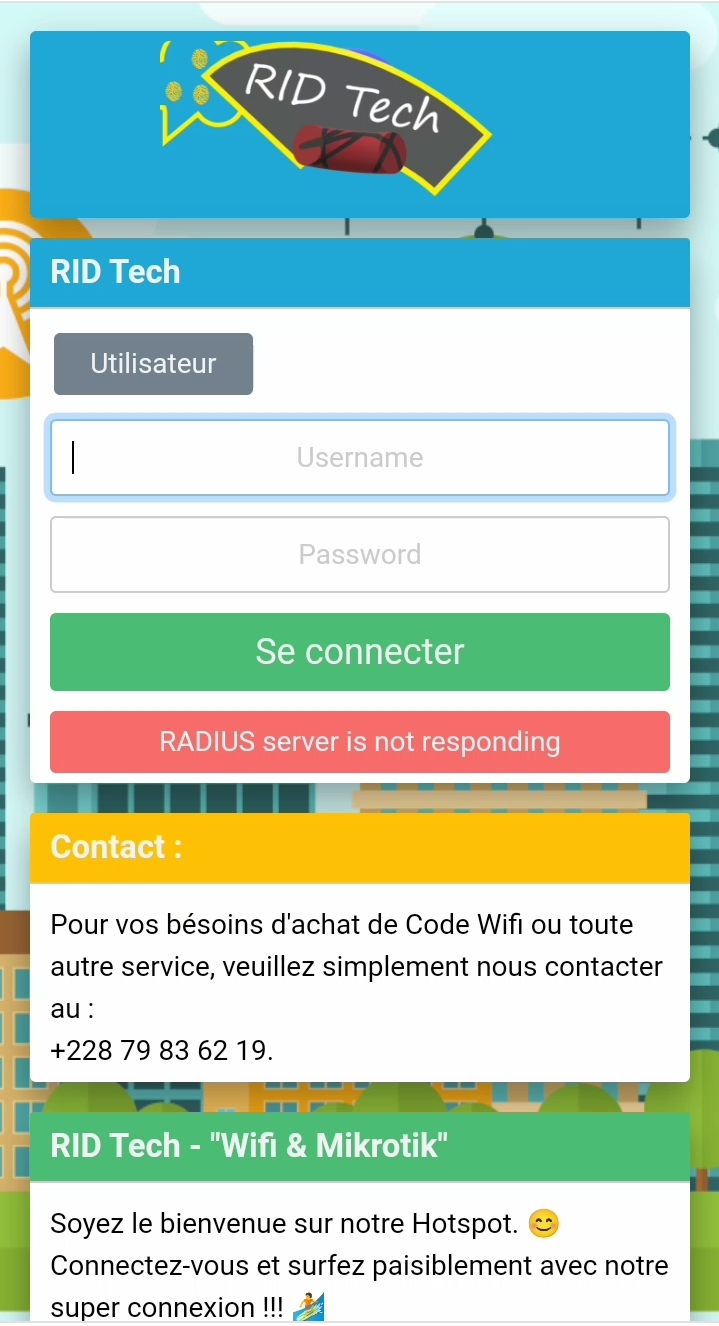 RID Tech
RID Tech
Utilisateur
Username
Password
Se connecter
RADIUS server is not responding
Contact :
Pour vos bésoins d'achat de Code Wifi ou toute
autre service, veuillez simplement nous contacter
au :
+228 79 83 62 19.
RID Tech - "Wifi & Mikrotik"
Soyez le bienvenue sur notre Hotspot. 😊
Connectez-vous et surfez paisiblement avec notre
super connexion !!! 🏄